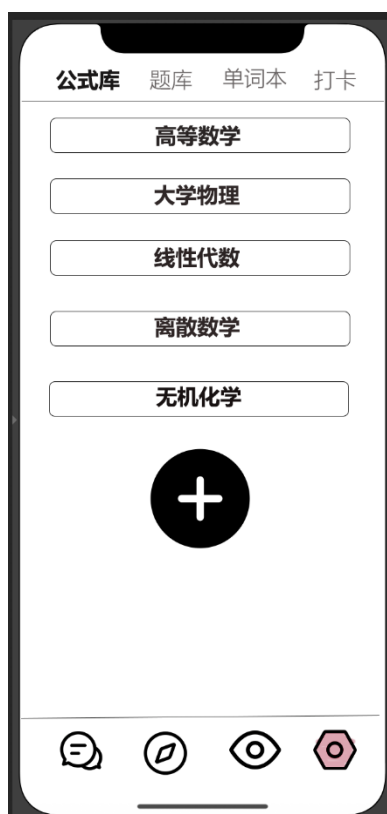 公式库 题库 单词本 打卡
高等数学
大学物理
线性代数
离散数学
无机化学